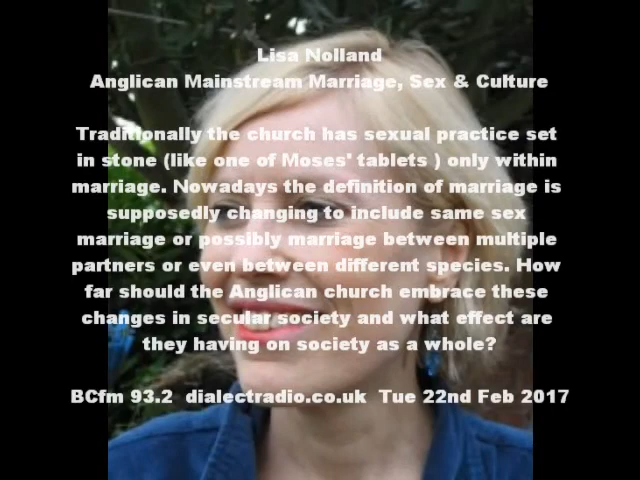 Lisa Nolland
Anglican Mainstream Marriage, Sex & Culture
Traditionally the church has sexual practice set
in stone (like one of Moses' tablets ) only within
marriage. Nowadays the definition of marriage is
supposedly changing to include same sex
marriage or possibly marriage between multiple
partners or even between different species. How
far should the Anglican church embrace these
changes in secular society and what effect are
they having on society as a whole?
BCfm 93.2 dialectradio.co.uk Tue 22nd Feb 2017